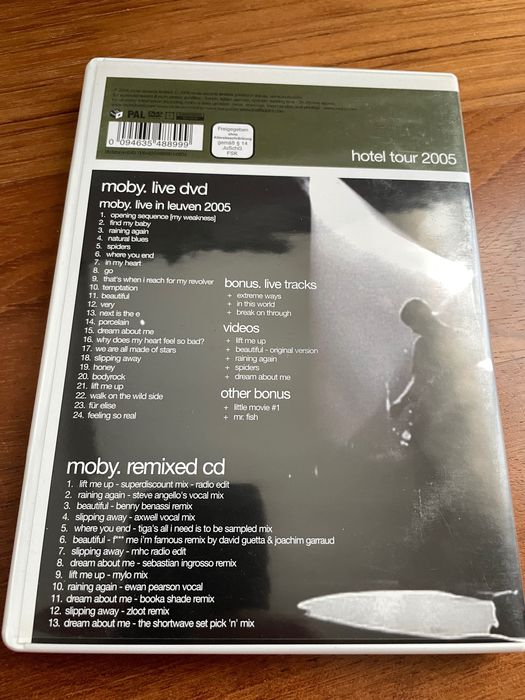 PAL
0 094635 488999
Freigegeben
ohne
Altersbeschränkung
gemäß § 14
JuSchG
FSK
hotel tour 2005
moby. live dvd
moby. live in leuven 2005
1. opening sequence [my weakness]
2. find my baby
3. raining again
4. natural blues
5. spiders
6. where you end
7. in my heart
8. go
9. that's when i reach for my revolver
10. temptation
11. beautiful
12. very
13. next is the e
14. porcelain
15. dream about me
16. why does my heart feel so bad?
17. we are all made of stars
18. slipping away
19. honey
20. bodyrock
21. lift me up
22. walk on the wild side
23. für elise
24. feeling so real
bonus. live tracks
+ extreme ways
+ in this world
+ break on through
videos
+ lift me up
+ beautiful - original version
+ raining again
+ spiders
+ dream about me
other bonus
+ little movie #1
+ mr. fish
moby. remixed cd
1. lift me up - superdiscount mix - radio edit
2. raining again - steve angello's vocal mix
3. beautiful - benny benassi remix
4. slipping away - axwell vocal mix
5. where you end - tiga's all i need is to be sampled mix
6. beautiful - f*** me i'm famous remix by david guetta & joachim garraud
7. slipping away - mhc radio edit
8. dream about me - sebastian ingrosso remix
9. lift me up - mylo mix
10. raining again - ewan pearson vocal
11. dream about me - booka shade remix
12. slipping away - zloot remix
13. dream about me - the shortwave set pick 'n' mix